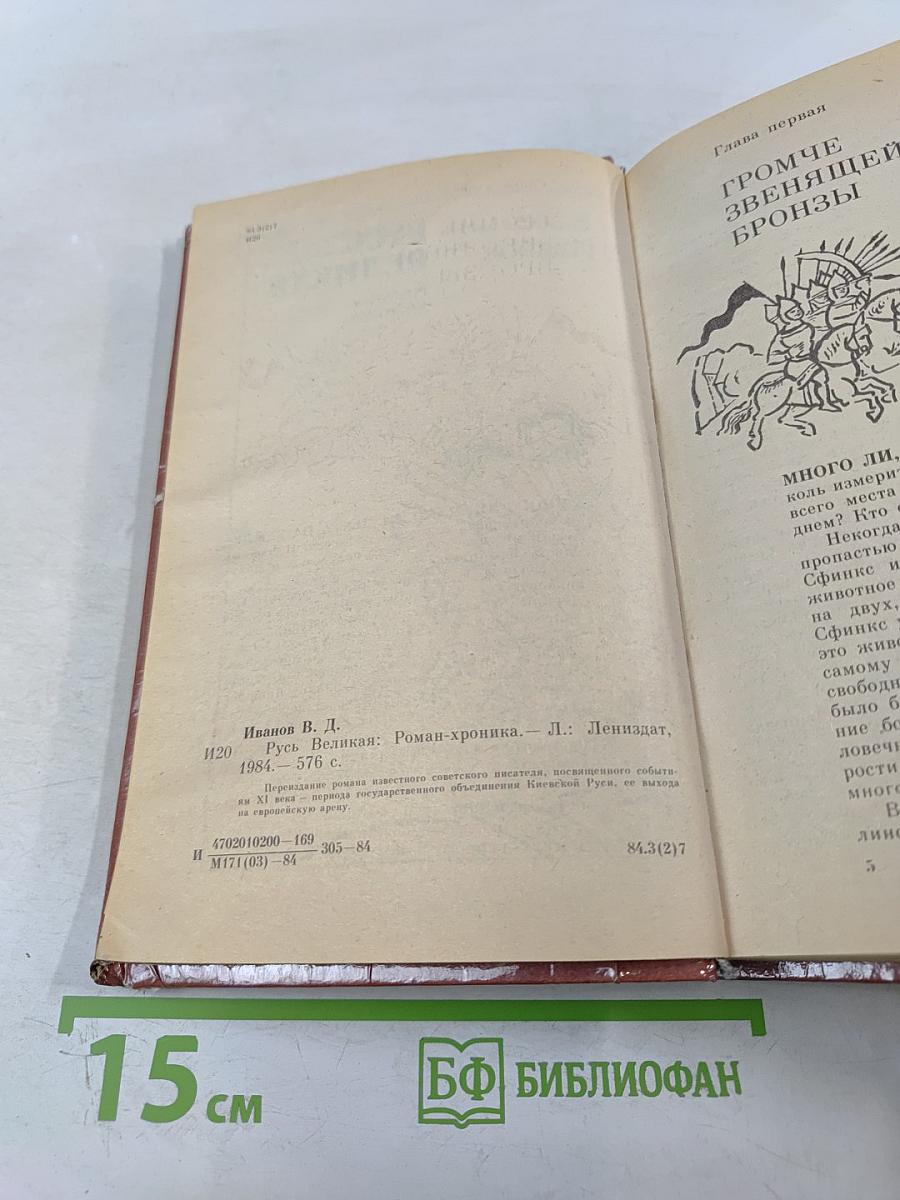 84.3(2)7
И20
Иванов В. Д.
И20 Русь Великая: Роман-хроника.— Л.: Лениздат,
1984.— 576 с.
Переиздание романа известного советского писателя, посвященного событи-
ям XI века — периода государственного объединения Киевской Руси, ее выхода
на европейскую арену.
И 4702010200—169 305—84 84.3(2)7
М171(03)—84
Глава первая
ГРОМЧЕ
ЗВЕНЯЩЕЙ
БРОНЗЫ
МНОГО ЛИ,
коль измерит
всего места
днем? Кто
Некогда
пропастью
Сфинкс и
животное
на двух,
Сфинкс
это живо
самому
свободн
было б
ние бо
ловечн
рости
много
В
лино
5
15 см
БФ БИБЛИОФАН